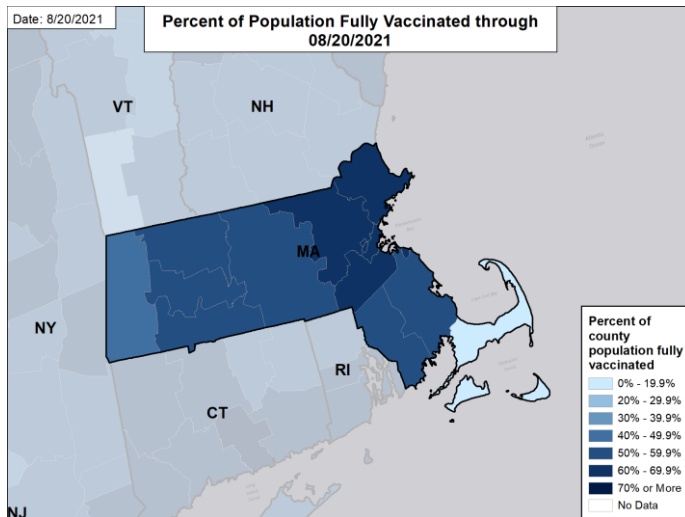 Date: 8/20/2021
Percent of Population Fully Vaccinated through
08/20/2021
VT
NH
MA
NY
CT
RI
NJ
Percent of
county
population fully
vaccinated
0% - 19.9%
20% - 29.9%
30% - 39.9%
40% - 49.9%
50% - 59.9%
60% - 69.9%
70% or More
No Data